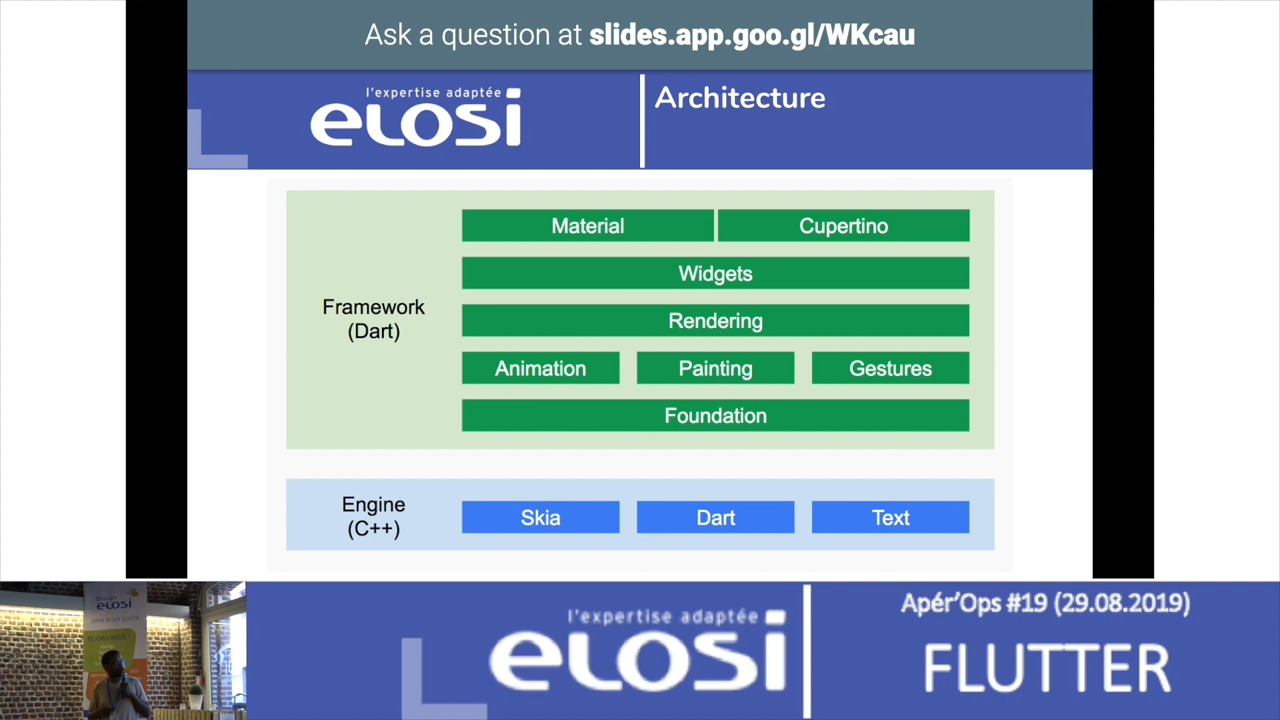 Ask a question at slides.app.goo.gl/WKcau
l'expertise adaptée
elosi
Architecture
Material
Cupertino
Widgets
Framework
(Dart)
Rendering
Animation
Painting
Gestures
Foundation
Engine
(C++)
Skia
Dart
Text
elosi
l'expertise adaptée
elosi
Apér'Ops #19 (29.08.2019)
FLUTTER